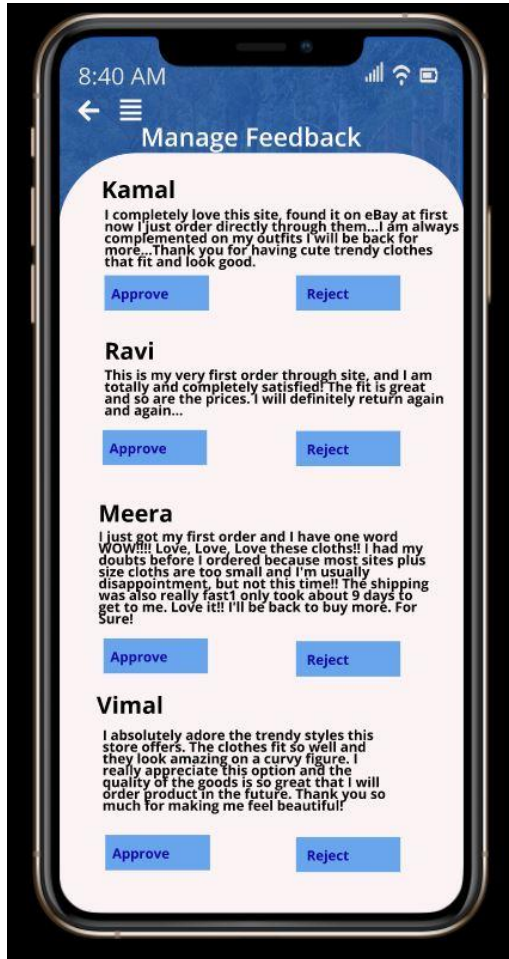 8:40 AM
Manage Feedback
Kamal
I completely love this site, found it on eBay at first
now I just order directly through them...I am always
complemented on my outfits I will be back for
more...Thank you for having cute trendy clothes
that fit and look good.
Approve Reject
Ravi
This is my very first order through site, and I am
totally and completely satisfied! The fit is great
and so are the prices. I will definitely return again
and again...
Approve Reject
Meera
I just got my first order and I have one word
WOW!!!! Love, Love, Love these cloths!! I had my
doubts before I ordered because most sites plus
size cloths are too small and I'm usually
disappointment, but not this time!! The shipping
was also really fast1 only took about 9 days to
get to me. Love it!! I'll be back to buy more. For
Sure!
Approve Reject
Vimal
I absolutely adore the trendy styles this
store offers. The clothes fit so well and
they look amazing on a curvy figure. I
really appreciate this option and the
quality of the goods is so great that I will
order product in the future. Thank you so
much for making me feel beautiful!
Approve Reject